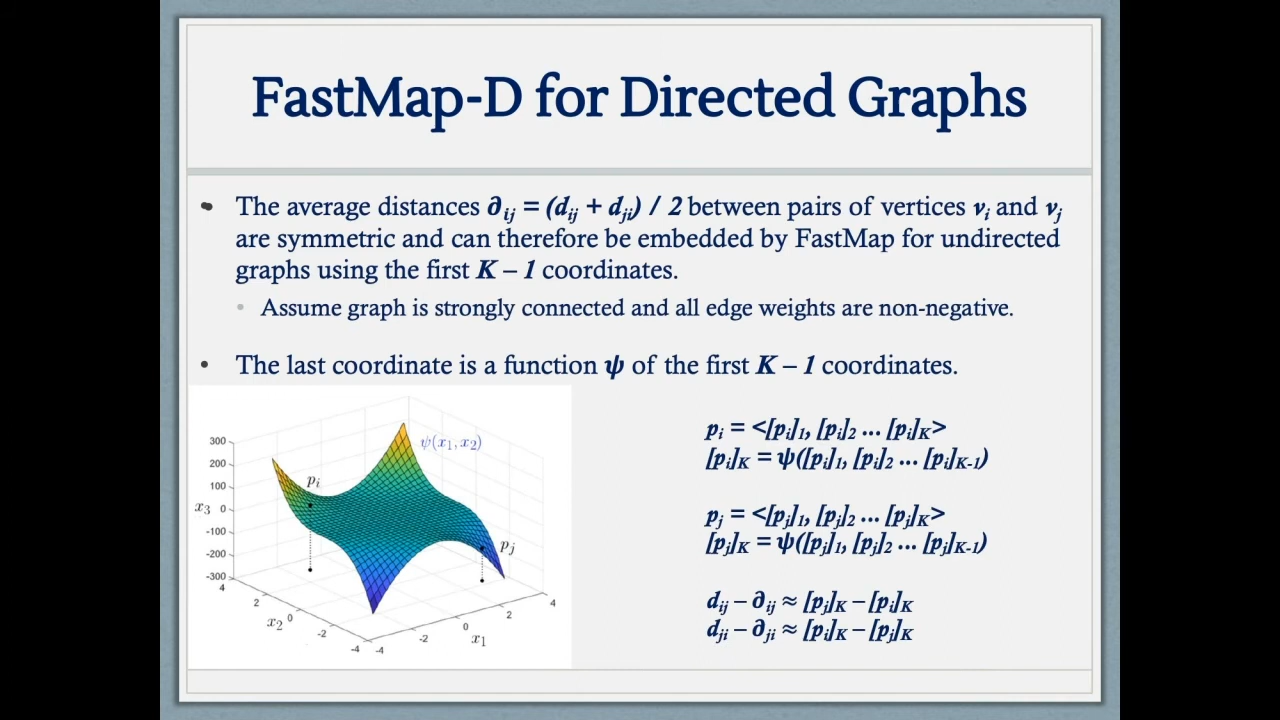 FastMap-D for Directed Graphs
• The average distances ∂ij = (dij + dji) / 2 between pairs of vertices vi and vj
are symmetric and can therefore be embedded by FastMap for undirected
graphs using the first K – 1 coordinates.
• Assume graph is strongly connected and all edge weights are non-negative.
• The last coordinate is a function ψ of the first K – 1 coordinates.
ψ(x1, x2)
pi
pj
x3
300
200
100
0
-100
-200
-300
4
2
0
-2
-4
x2
-4
-2
0
2
4
x1
pi = <[pi]1, [pi]2 ... [pi]K>
[pi]K = ψ([pi]1, [pi]2 ... [pi]K-1)
pj = <[pj]1, [pj]2 ... [pj]K>
[pj]K = ψ([pj]1, [pj]2 ... [pj]K-1)
dij – ∂ij ≈ [pj]K – [pi]K
dji – ∂ji ≈ [pi]K – [pj]K